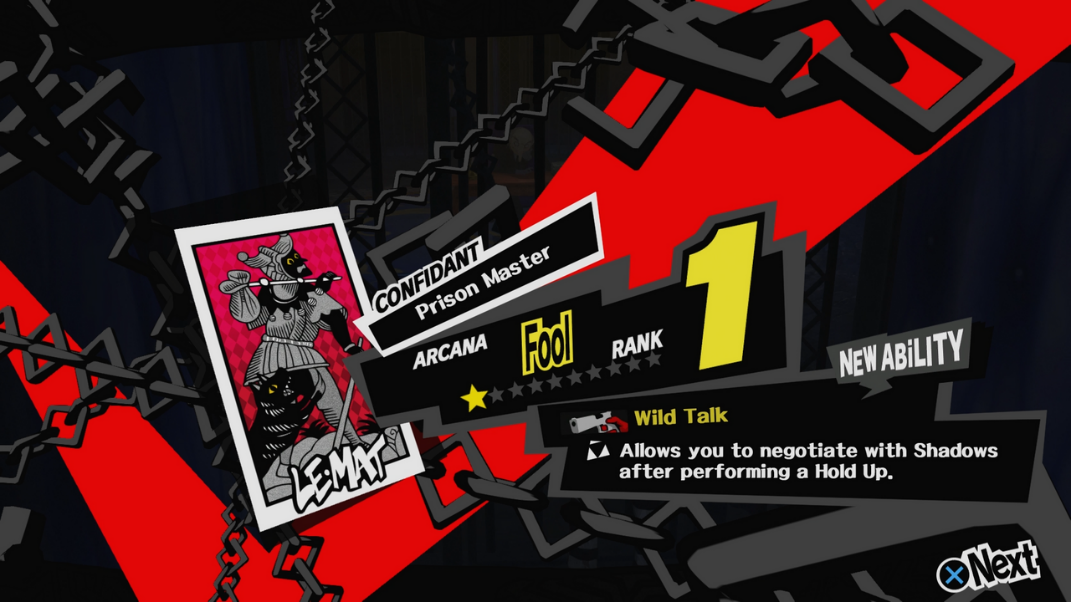 CONFIDANT
Prison Master
ARCANA Fool RANK 1
NEW ABILITY
Wild Talk
Allows you to negotiate with Shadows
after performing a Hold Up.
LE·MAT
Next